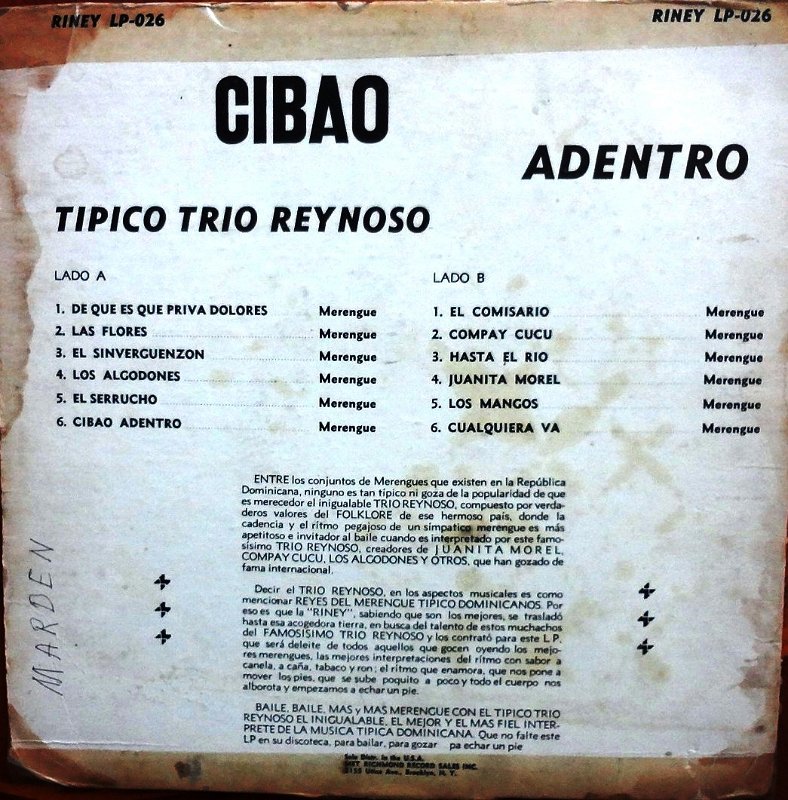 RINEY LP-026
RINEY LP-026
CIBAO
ADENTRO
TIPICO TRIO REYNOSO
LADO A
1. DE QUE ES QUE PRIVA DOLORES Merengue
2. LAS FLORES Merengue
3. EL SINVERGUENZON Merengue
4. LOS ALGODONES Merengue
5. EL SERRUCHO Merengue
6. CIBAO ADENTRO Merengue
LADO B
1. EL COMISARIO Merengue
2. COMPAY CUCU Merengue
3. HASTA EL RIO Merengue
4. JUANITA MOREL Merengue
5. LOS MANGOS Merengue
6. CUALQUIERA VA Merengue
ENTRE los conjuntos de Merengues que existen en la República
Dominicana, ninguno es tan típico ni goza de la popularidad de que
es merecedor el inigualable TRIO REYNOSO, compuesto por verda-
deros valores del FOLKLORE de ese hermoso país, donde la
cadencia y el rítmo pegajoso de un simpatico merengue es más
apetitoso e invitador al baile cuando es interpretado por este famo-
sísimo TRIO REYNOSO, creadores de JUANITA MOREL,
COMPAY CUCU, LOS ALGODONES Y OTROS, que han gozado de
fama internacional.
Decir el TRIO REYNOSO, en los aspectos musicales es como
mencionar REYES DEL MERENGUE TIPICO DOMINICANOS. Por
eso es que la "RINEY", sabiendo que son los mejores, se trasladó
hasta esa acogedora tierra, en busca del talento de estos muchachos
del FAMOSISIMO TRIO REYNOSO y los contrató para este L P.
que será deleite de todos aquellos que gocen oyendo los mejo-
res merengues, las mejores interpretaciones del rítmo con sabor a
canela, a caña, tabaco y ron; el rítmo que enamora, que nos pone a
mover los pies, que se sube poquito a poco y todo el cuerpo nos
alborota y empezamos a echar un pie.
BAILE, BAILE, MAS y MAS MERENGUE CON EL TIPICO TRIO
REYNOSO EL INIGUALABLE, EL MEJOR Y EL MAS FIEL INTER-
PRETE DE LA MUSICA TIPICA DOMINICANA. Que no falte este
LP en su discoteca, para bailar, para gozar pa echar un pie
Sole Distr. in the U.S.A.
RICHMOND RECORD SALES INC.
Utica Ave., Brooklyn, N. Y.
MARDEN